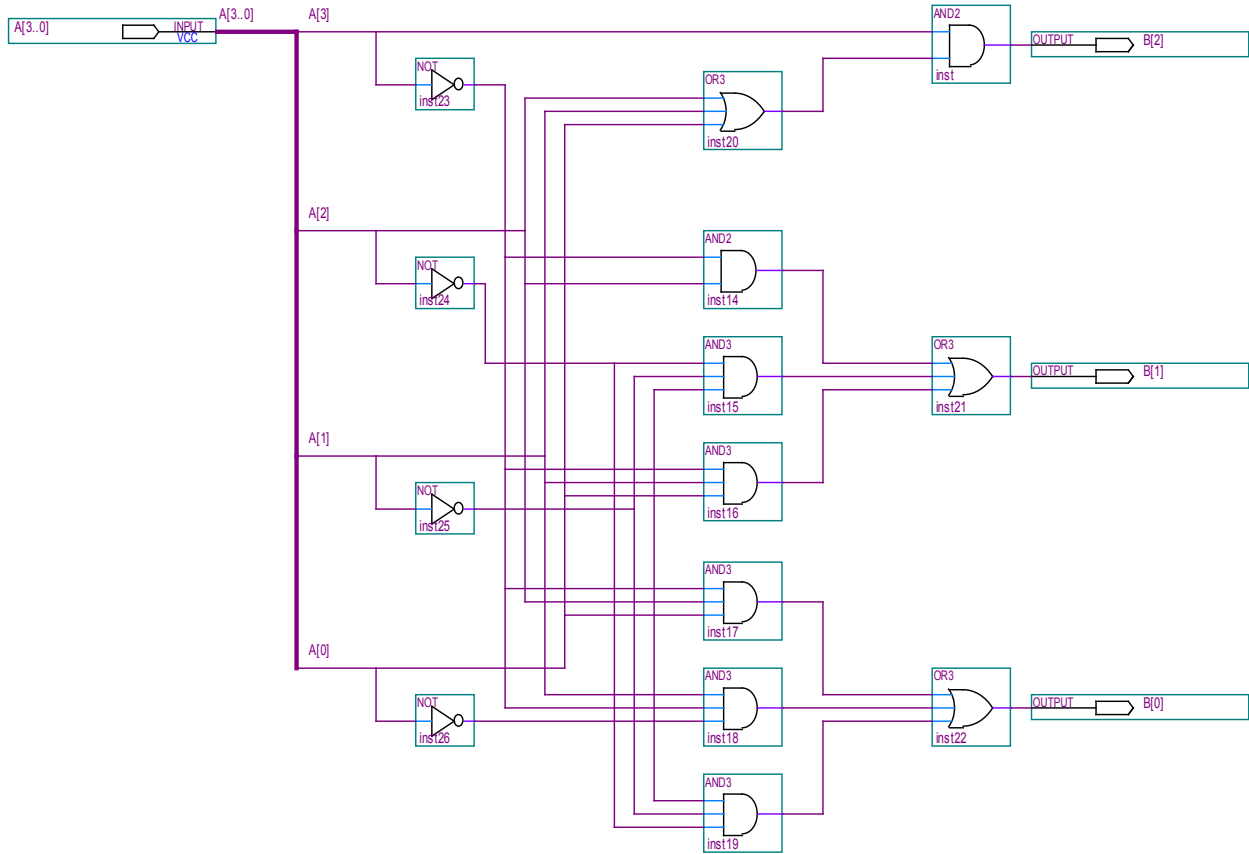 A[3..0]
INPUT
VCC
A[3..0]
A[3]
NOT
inst23
OR3
inst20
AND2
inst
OUTPUT
B[2]
A[2]
NOT
inst24
AND2
inst14
AND3
inst15
OR3
inst21
OUTPUT
B[1]
A[1]
NOT
inst25
AND3
inst16
AND3
inst17
A[0]
NOT
inst26
AND3
inst18
OR3
inst22
OUTPUT
B[0]
AND3
inst19